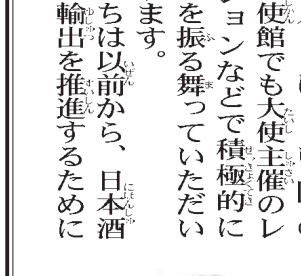 使館でも大使主催のレ
ションなどで積極的に
を振る舞っていただい
ます。
ちは以前から、日本酒
輸出を推進するために